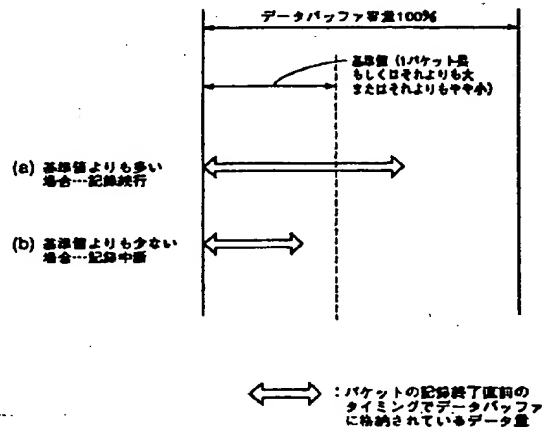 データバッファ容量100%
基準値（1パケット長
もしくはそれよりも大
またはそれよりもやや小）
(a) 基準値よりも多い
場合…記録続行
(b) 基準値よりも少ない
場合…記録中断
：パケットの記録終了直前の
タイミングでデータバッファ
に格納されているデータ量